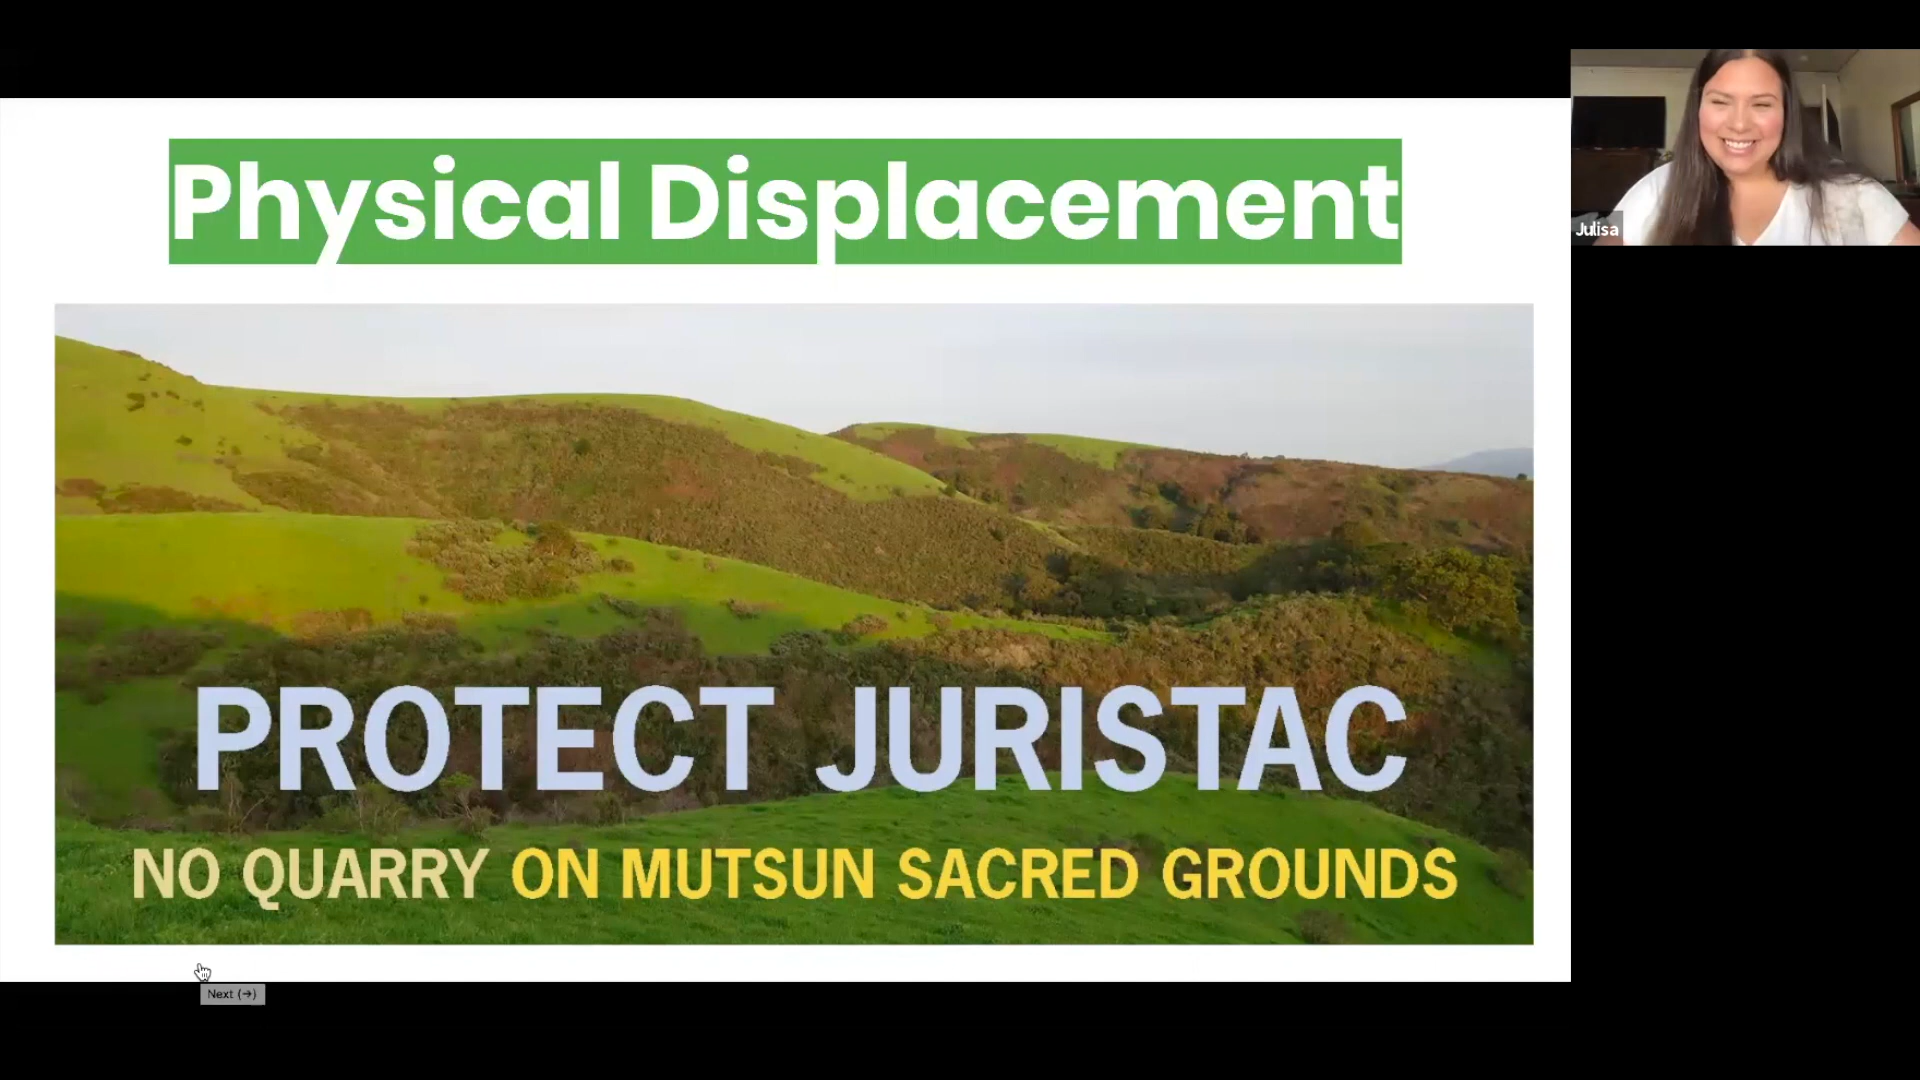 Physical Displacement
Julisa
PROTECT JURISTAC
NO QUARRY ON MUTSUN SACRED GROUNDS
Next (→)